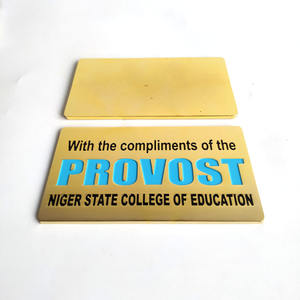 With the compliments of the
PROVOST
NIGER STATE COLLEGE OF EDUCATION